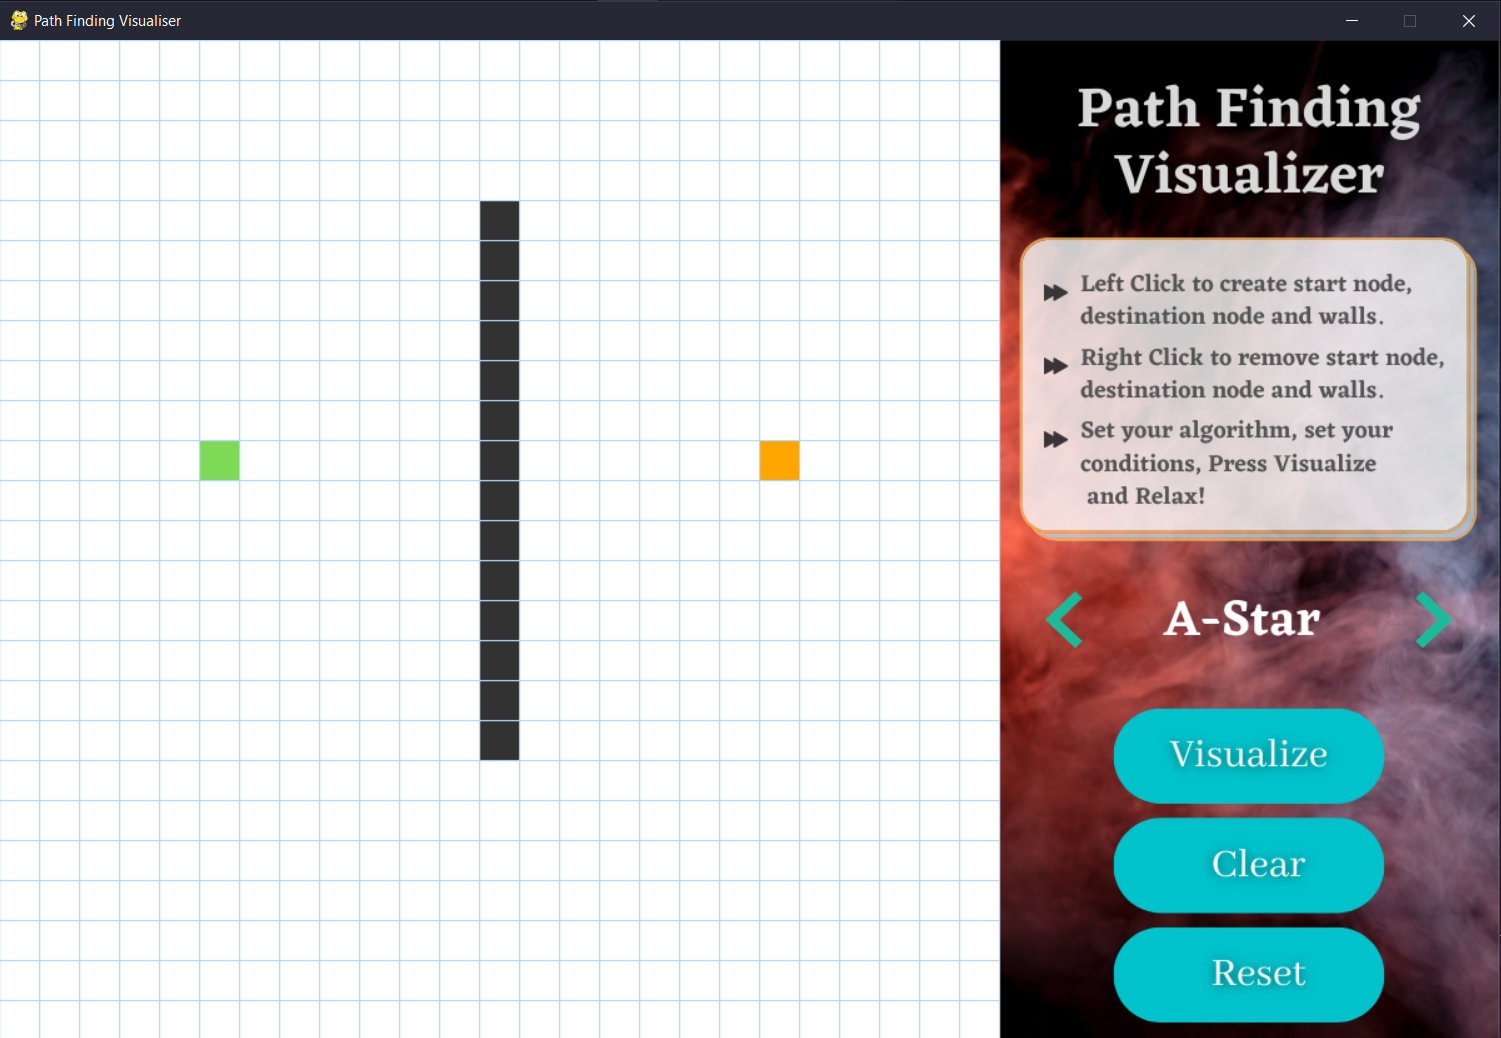 Path Finding Visualiser
Path Finding
Visualizer
Left Click to create start node,
destination node and walls.
Right Click to remove start node,
destination node and walls.
Set your algorithm, set your
conditions, Press Visualize
and Relax!
A-Star
Visualize
Clear
Reset